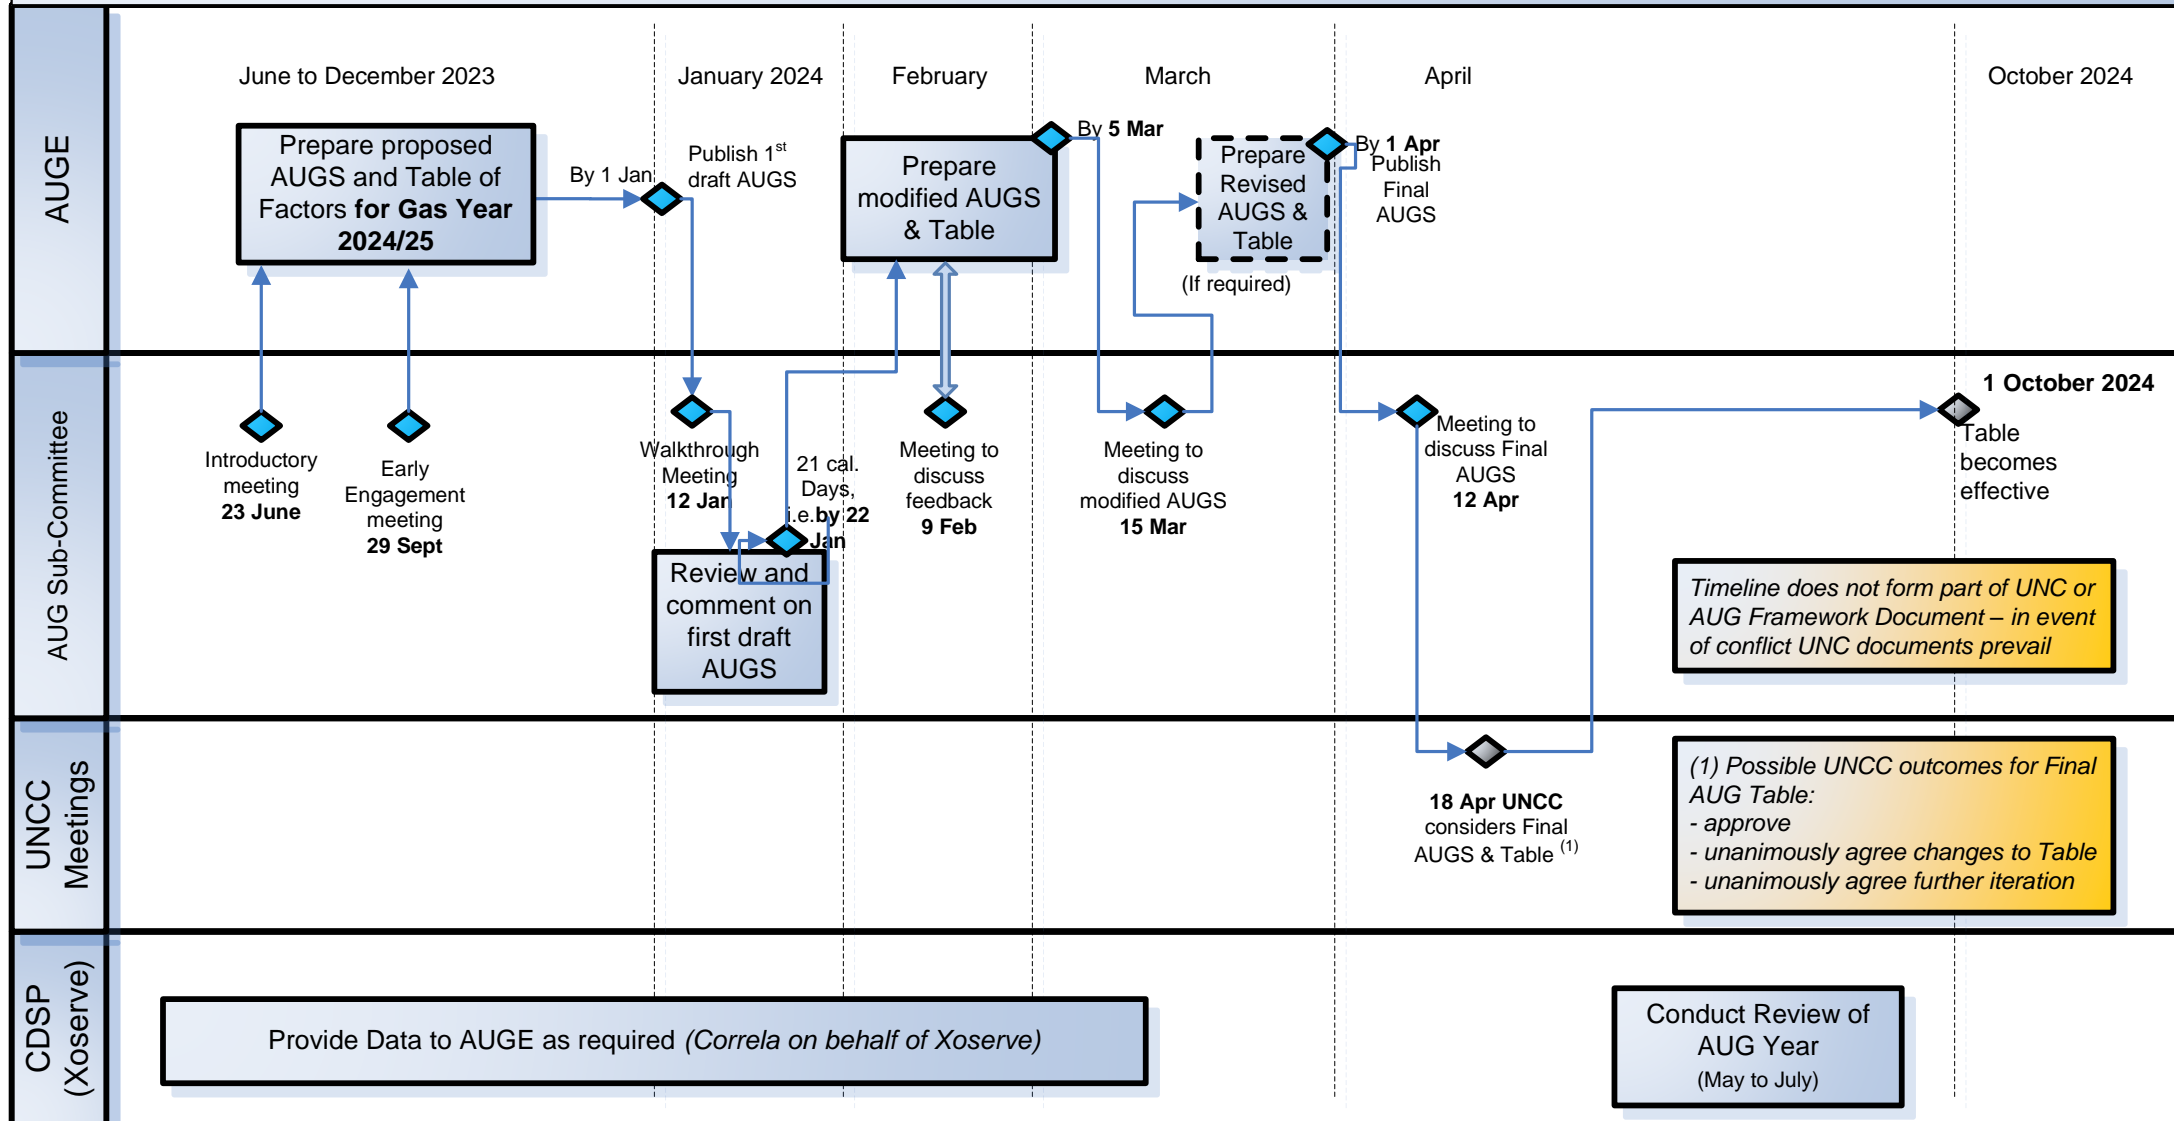 AUGE
June to December 2023
January 2024
February
March
April
October 2024
Prepare proposed
AUGS and Table of
Factors for Gas Year
2024/25
By 1 Jan
Publish 1st
draft AUGS
Prepare
modified AUGS
& Table
By 5 Mar
Prepare
Revised
AUGS &
Table
(If required)
By 1 Apr
Publish
Final
AUGS
AUG Sub-Committee
Introductory
meeting
23 June
Early
Engagement
meeting
29 Sept
Walkthrough
Meeting
12 Jan
21 cal.
Days,
i.e.by 22
Jan
Review and
comment on
first draft
AUGS
Meeting to
discuss
feedback
9 Feb
Meeting to
discuss
modified AUGS
15 Mar
Meeting to
discuss Final
AUGS
12 Apr
1 October 2024
Table
becomes
effective
Timeline does not form part of UNC or
AUG Framework Document – in event
of conflict UNC documents prevail
UNCC
Meetings
18 Apr UNCC
considers Final
AUGS & Table (1)
(1) Possible UNCC outcomes for Final
AUG Table:
- approve
- unanimously agree changes to Table
- unanimously agree further iteration
CDSP
(Xoserve)
Provide Data to AUGE as required (Correla on behalf of Xoserve)
Conduct Review of
AUG Year
(May to July)